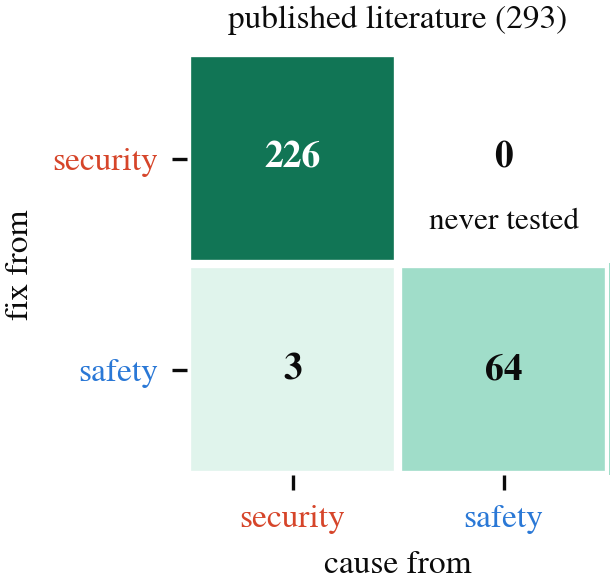 published literature (293)
security
226
0
never tested
fix from
safety
3
64
security
safety
cause from